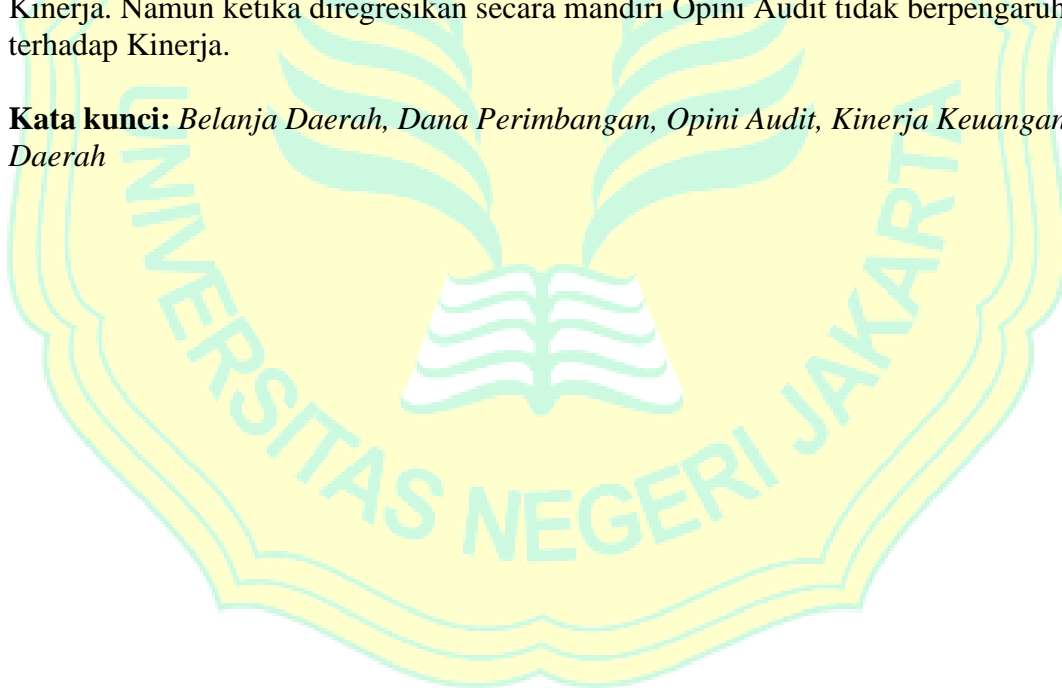 Kinerja. Namun ketika diregresikan secara mandiri Opini Audit tidak berpengaruh
terhadap Kinerja.
Kata kunci: Belanja Daerah, Dana Perimbangan, Opini Audit, Kinerja Keuangan
Daerah
UNIVERSITAS NEGERI JAKARTA